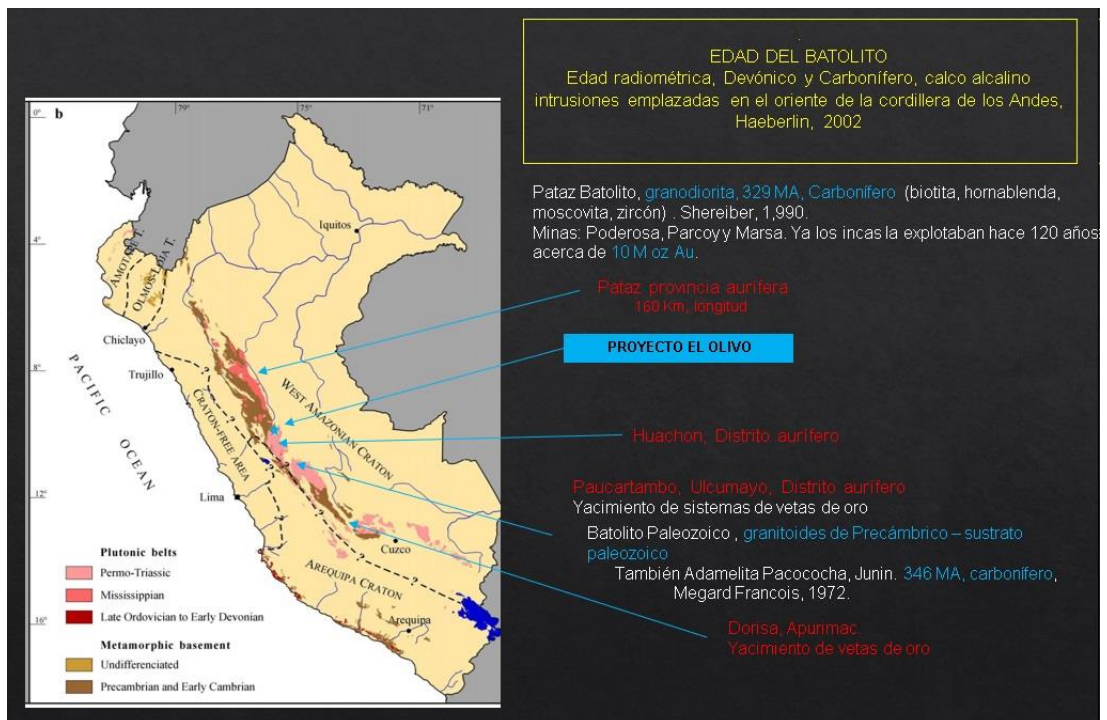 EDAD DEL BATOLITO
Edad radiométrica, Devónico y Carbonífero, calco alcalino
intrusiones emplazadas en el oriente de la cordillera de los Andes,
Haeberlin, 2002
Pataz Batolito, granodiorita, 329 MA, Carbonífero (biotita, hornablenda,
moscovita, zircón) . Shereiber, 1,990.
Minas: Poderosa, Parcoy y Marsa. Ya los incas la explotaban hace 120 años:
acerca de 10 M oz Au.
Pataz provincia aurífera
160 Km, longitud
PROYECTO EL OLIVO
Huachon, Distrito aurífero
Paucartambo, Ulcumayo, Distrito aurífero
Yacimiento de sistemas de vetas de oro
Batolito Paleozoico , granitoides de Precámbrico – sustrato
paleozoico
También Adamelita Pacococha, Junin. 346 MA, carbonífero,
Megard Francois, 1972.
Dorisa, Apurimac.
Yacimiento de vetas de oro
b
79°
75°
71°
0°
4°
8°
12°
16°
Iquitos
AMOTAPE T.
OLMOS-LOJA T.
Chiclayo
Trujillo
PACIFIC OCEAN
CRATON-FREE AREA
WEST AMAZONIAN CRATON
Lima
Cuzco
AREQUIPA CRATON
Arequipa
?
?
?
?
?
?
Plutonic belts
Permo-Triassic
Mississippian
Late Ordovician to Early Devonian
Metamorphic basement
Undifferenciated
Precambrian and Early Cambrian